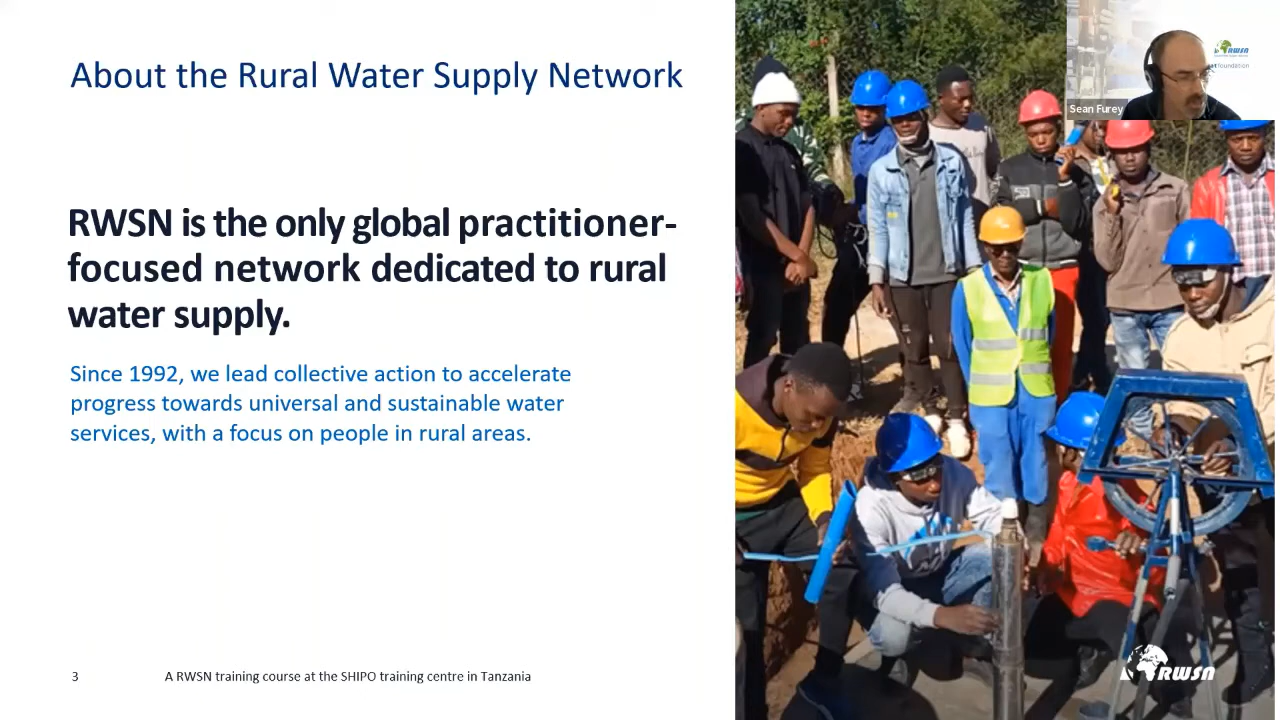 About the Rural Water Supply Network
RWSN is the only global practitioner-
focused network dedicated to rural
water supply.
Since 1992, we lead collective action to accelerate
progress towards universal and sustainable water
services, with a focus on people in rural areas.
3
A RWSN training course at the SHIPO training centre in Tanzania
RWSN
foundation
Sean Furey
RWSN